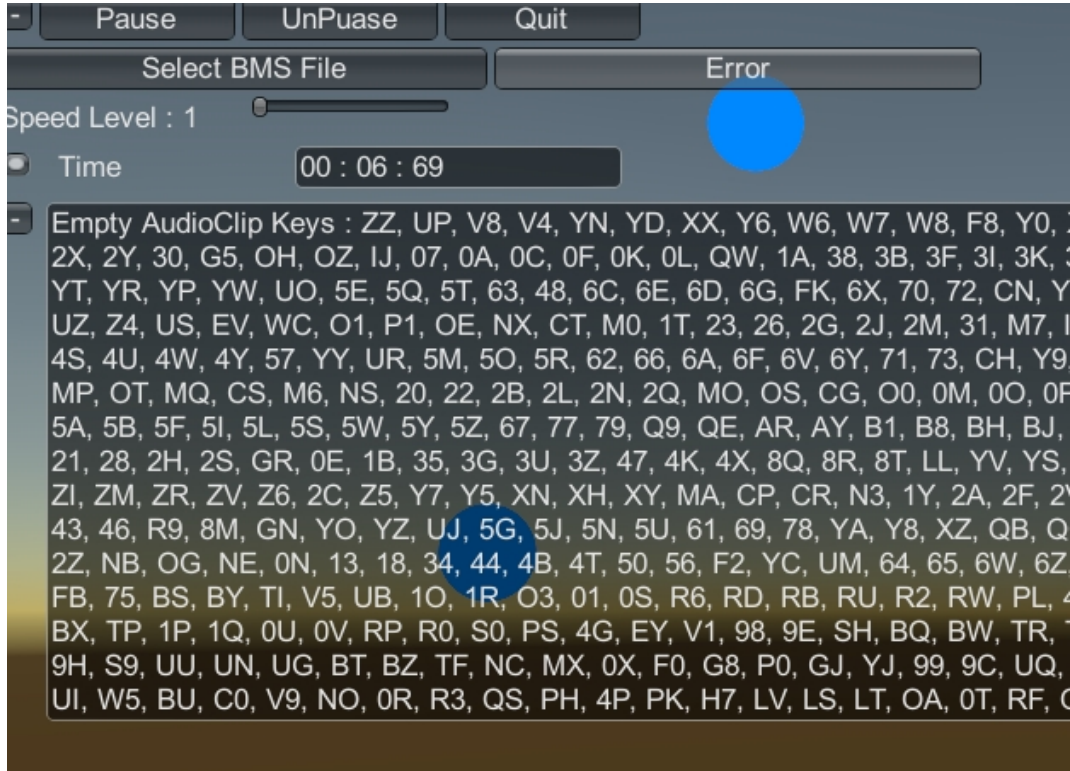 - Pause UnPuase Quit
Select BMS File Error
Speed Level : 1
Time 00 : 06 : 69
- Empty AudioClip Keys : ZZ, UP, V8, V4, YN, YD, XX, Y6, W6, W7, W8, F8, Y0,
2X, 2Y, 30, G5, OH, OZ, IJ, 07, 0A, 0C, 0F, 0K, 0L, QW, 1A, 38, 3B, 3F, 3I, 3K,
YT, YR, YP, YW, UO, 5E, 5Q, 5T, 63, 48, 6C, 6E, 6D, 6G, FK, 6X, 70, 72, CN, Y
UZ, Z4, US, EV, WC, O1, P1, OE, NX, CT, M0, 1T, 23, 26, 2G, 2J, 2M, 31, M7,
4S, 4U, 4W, 4Y, 57, YY, UR, 5M, 5O, 5R, 62, 66, 6A, 6F, 6V, 6Y, 71, 73, CH, Y9,
MP, OT, MQ, CS, M6, NS, 20, 22, 2B, 2L, 2N, 2Q, MO, OS, CG, O0, 0M, 0O, 0P
5A, 5B, 5F, 5I, 5L, 5S, 5W, 5Y, 5Z, 67, 77, 79, Q9, QE, AR, AY, B1, B8, BH, BJ,
21, 28, 2H, 2S, GR, 0E, 1B, 35, 3G, 3U, 3Z, 47, 4K, 4X, 8Q, 8R, 8T, LL, YV, YS,
ZI, ZM, ZR, ZV, Z6, 2C, Z5, Y7, Y5, XN, XH, XY, MA, CP, CR, N3, 1Y, 2A, 2F, 2V
43, 46, R9, 8M, GN, YO, YZ, UJ, 5G, 5J, 5N, 5U, 61, 69, 78, YA, Y8, XZ, QB, Q
2Z, NB, OG, NE, 0N, 13, 18, 34, 44, 4B, 4T, 50, 56, F2, YC, UM, 64, 65, 6W, 6Z,
FB, 75, BS, BY, TI, V5, UB, 1O, 1R, O3, 01, 0S, R6, RD, RB, RU, R2, RW, PL, 4
BX, TP, 1P, 1Q, 0U, 0V, RP, R0, S0, PS, 4G, EY, V1, 98, 9E, SH, BQ, BW, TR,
9H, S9, UU, UN, UG, BT, BZ, TF, NC, MX, 0X, F0, G8, P0, GJ, YJ, 99, 9C, UQ,
UI, W5, BU, C0, V9, NO, 0R, R3, QS, PH, 4P, PK, H7, LV, LS, LT, OA, 0T, RF,